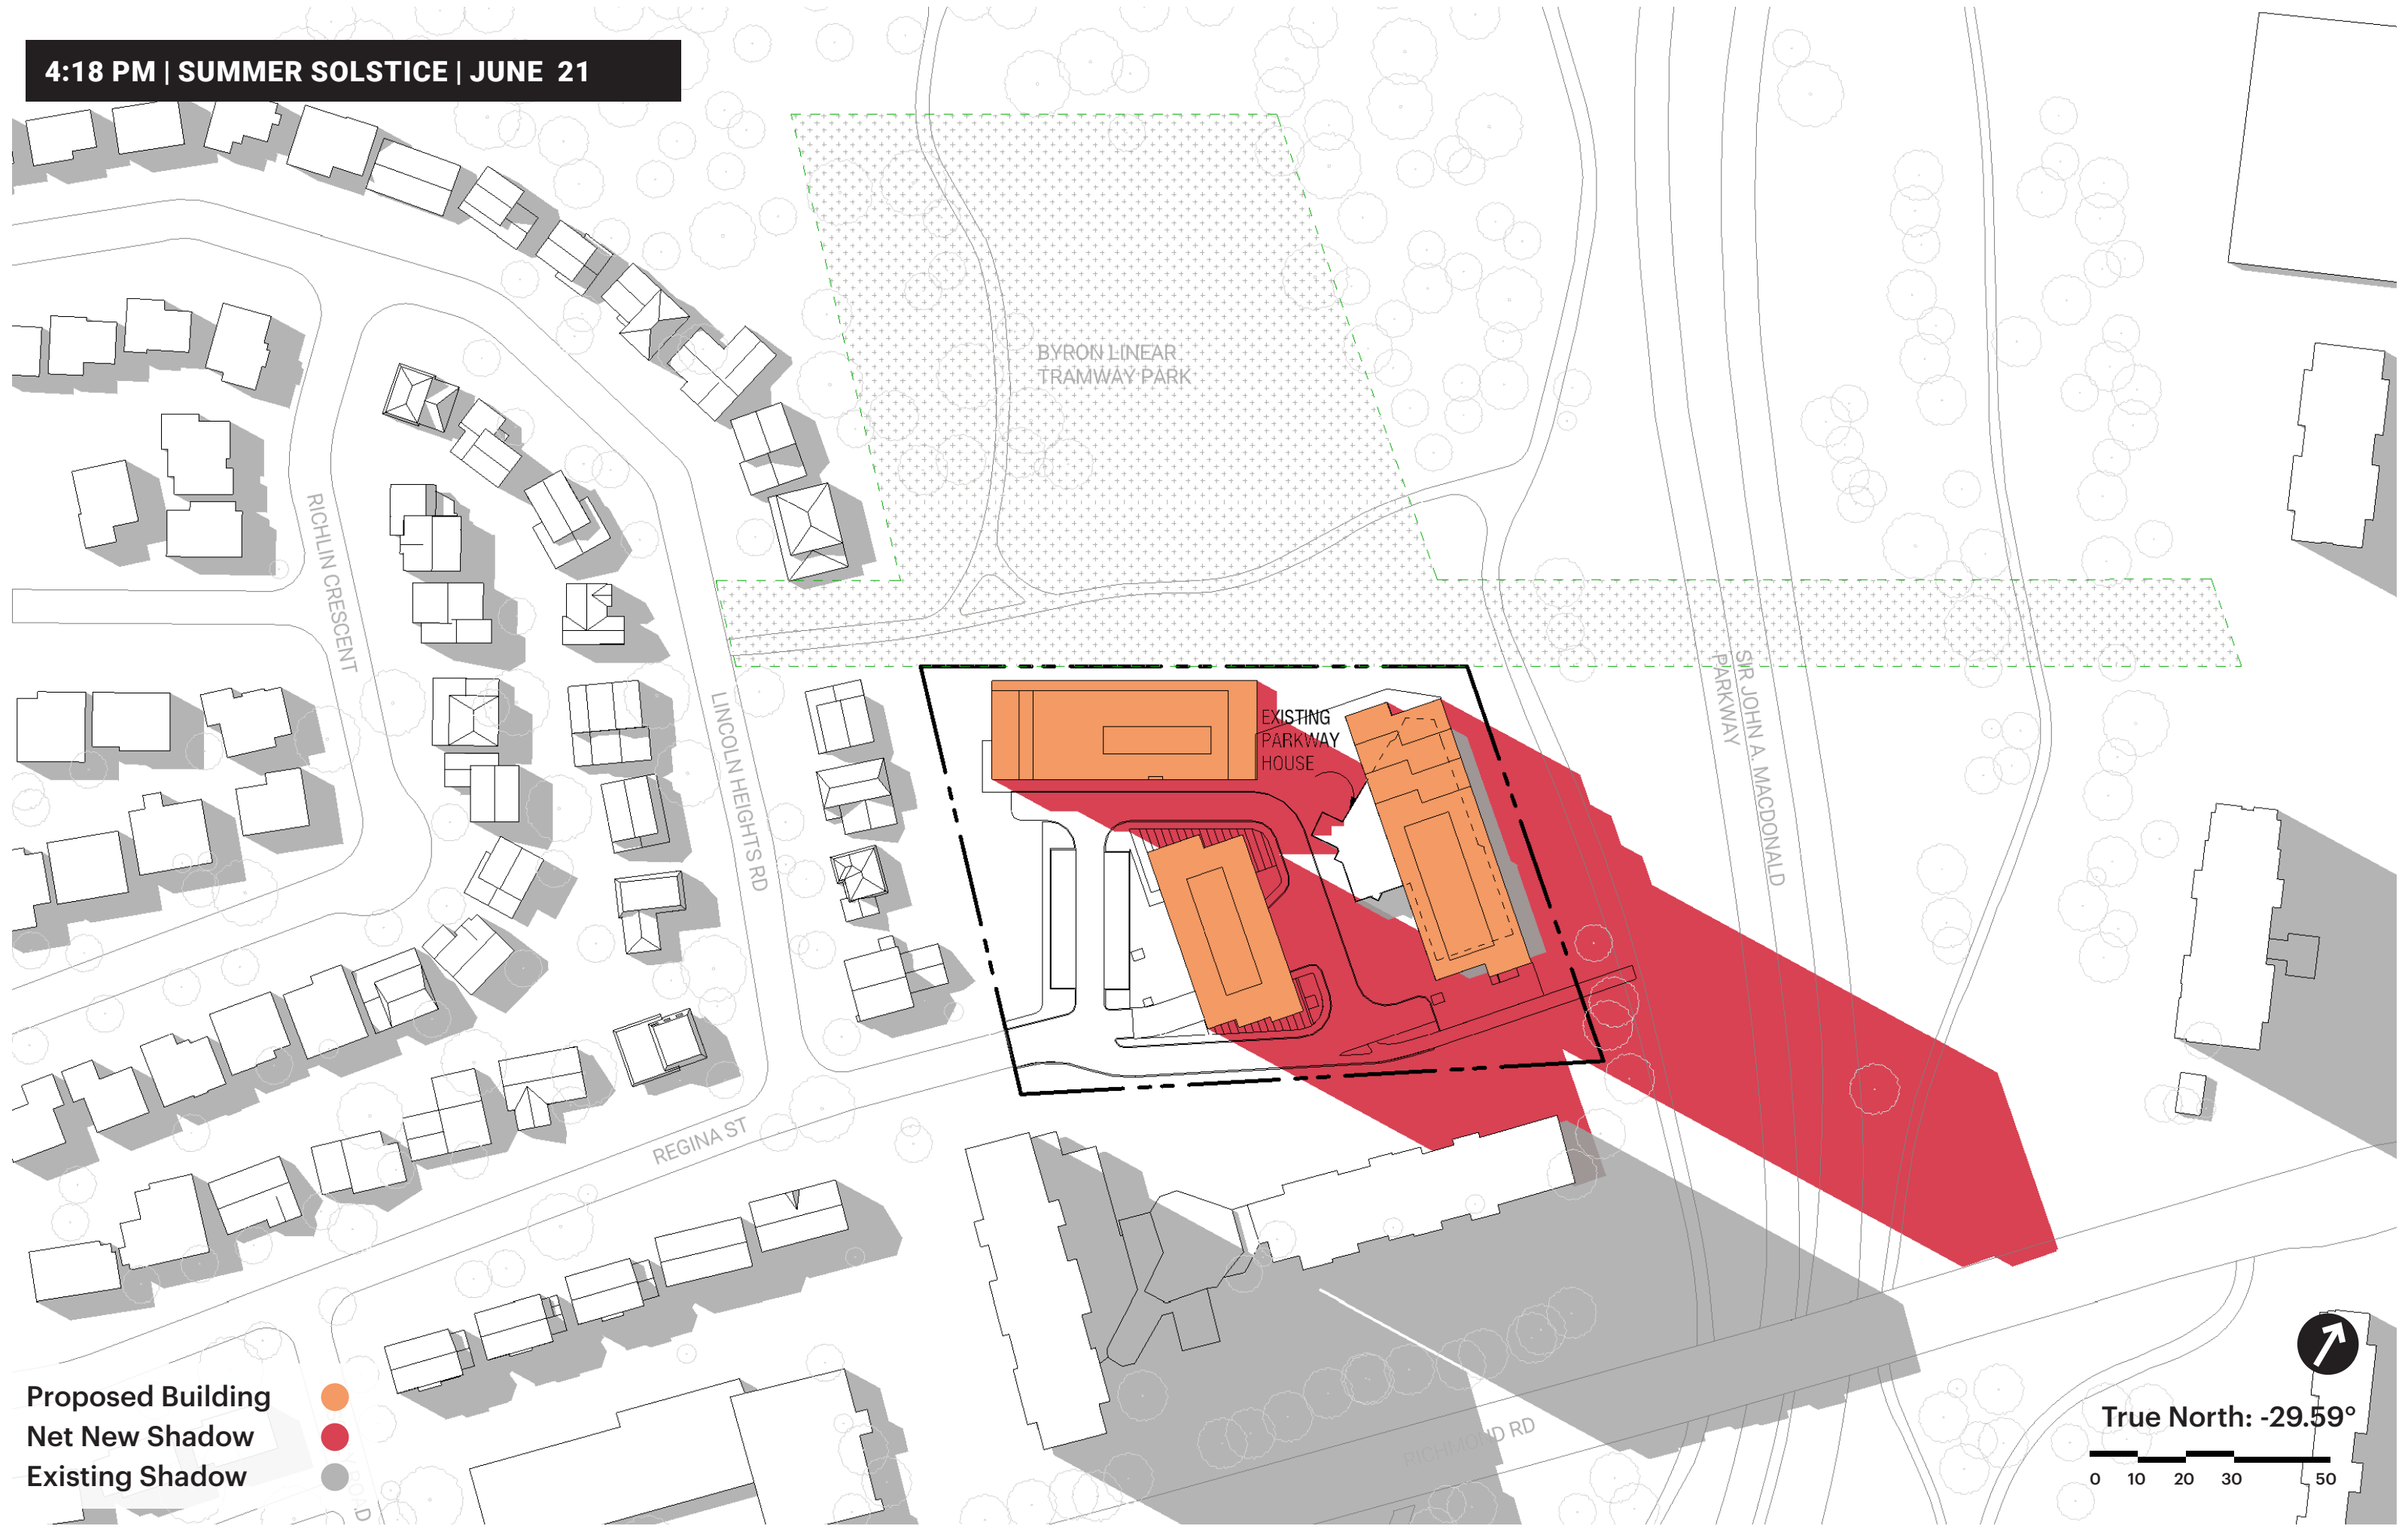 4:18 PM | SUMMER SOLSTICE | JUNE 21
BYRON LINEAR
TRAMWAY PARK
RICHLIN CRESCENT
LINCOLN HEIGHTS RD
EXISTING
PARKWAY
HOUSE
SIR JOHN A. MACDONALD
PARKWAY
REGINA ST
RICHMOND RD
Proposed Building
Net New Shadow
Existing Shadow
True North: -29.59°
0 10 20 30 50